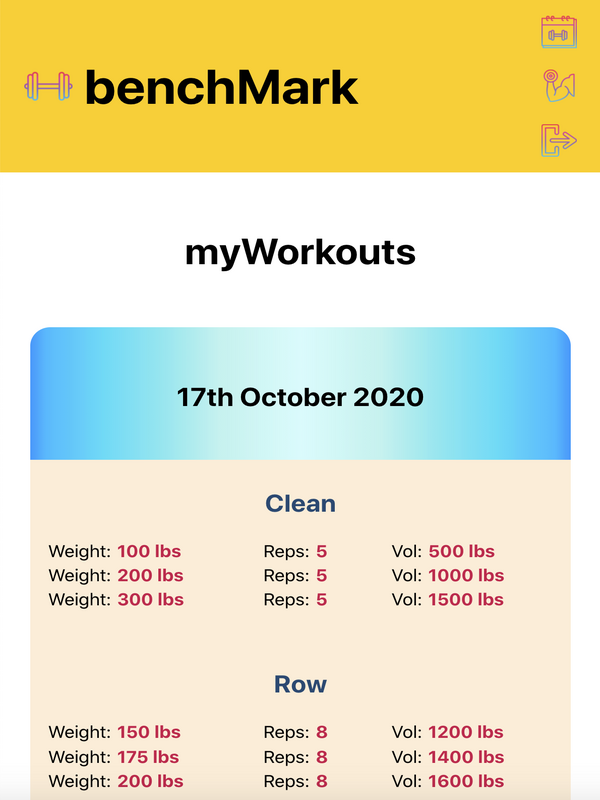 benchMark
myWorkouts
17th October 2020
Clean
Weight: 100 lbs Reps: 5 Vol: 500 lbs
Weight: 200 lbs Reps: 5 Vol: 1000 lbs
Weight: 300 lbs Reps: 5 Vol: 1500 lbs
Row
Weight: 150 lbs Reps: 8 Vol: 1200 lbs
Weight: 175 lbs Reps: 8 Vol: 1400 lbs
Weight: 200 lbs Reps: 8 Vol: 1600 lbs